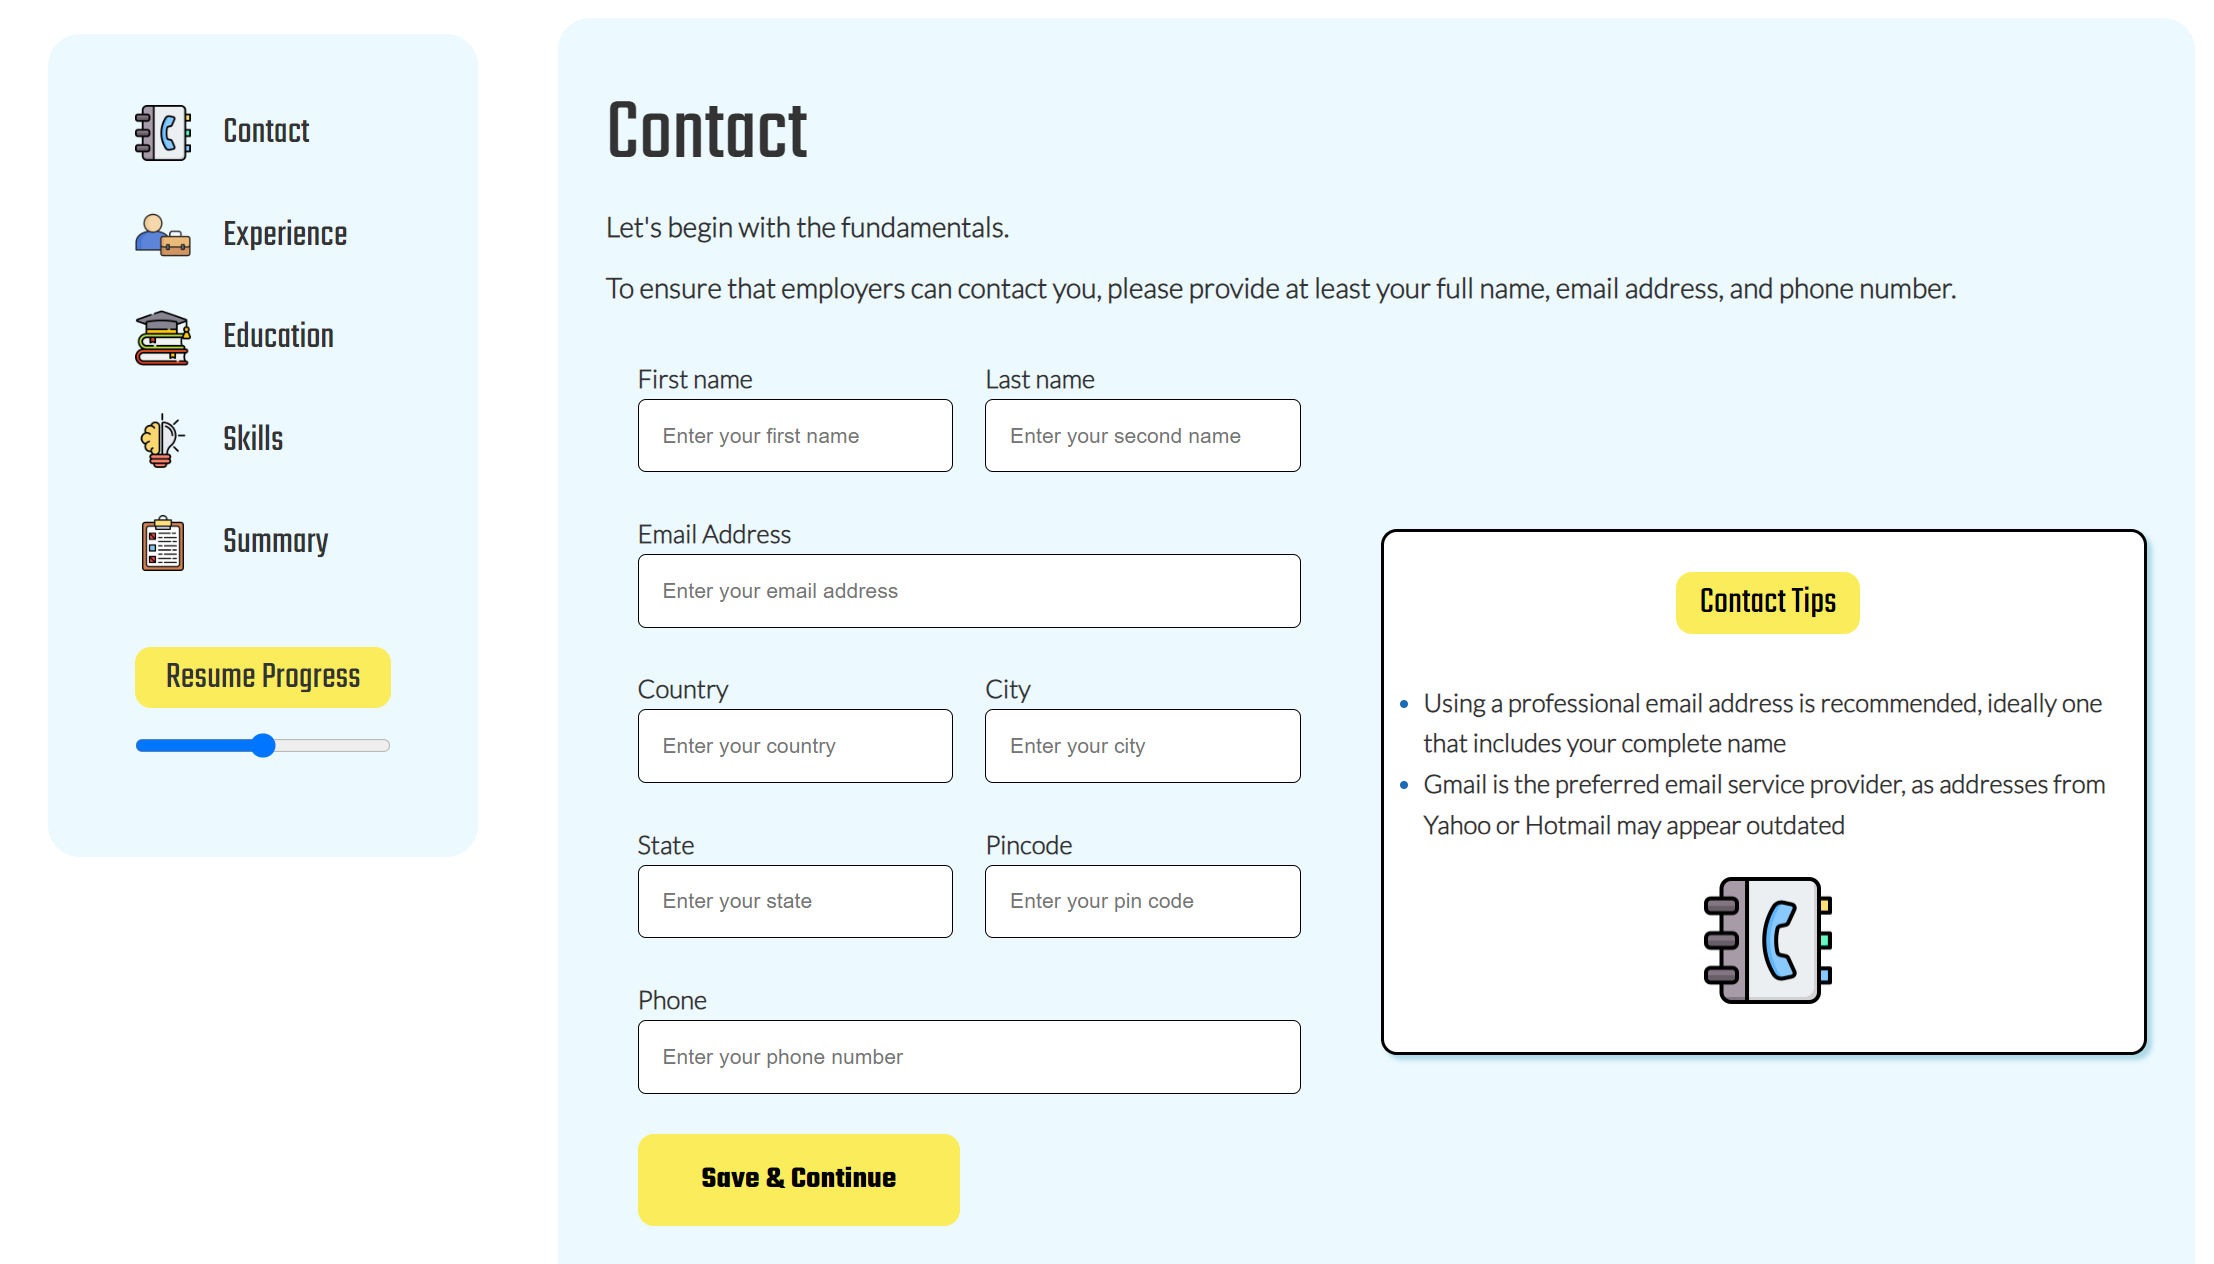 Contact
Experience
Education
Skills
Summary
Resume Progress
Contact
Let's begin with the fundamentals.
To ensure that employers can contact you, please provide at least your full name, email address, and phone number.
First name
Last name
Enter your first name
Enter your second name
Email Address
Enter your email address
Country
City
Enter your country
Enter your city
State
Pincode
Enter your state
Enter your pin code
Phone
Enter your phone number
Save & Continue
Contact Tips
Using a professional email address is recommended, ideally one
that includes your complete name
Gmail is the preferred email service provider, as addresses from
Yahoo or Hotmail may appear outdated